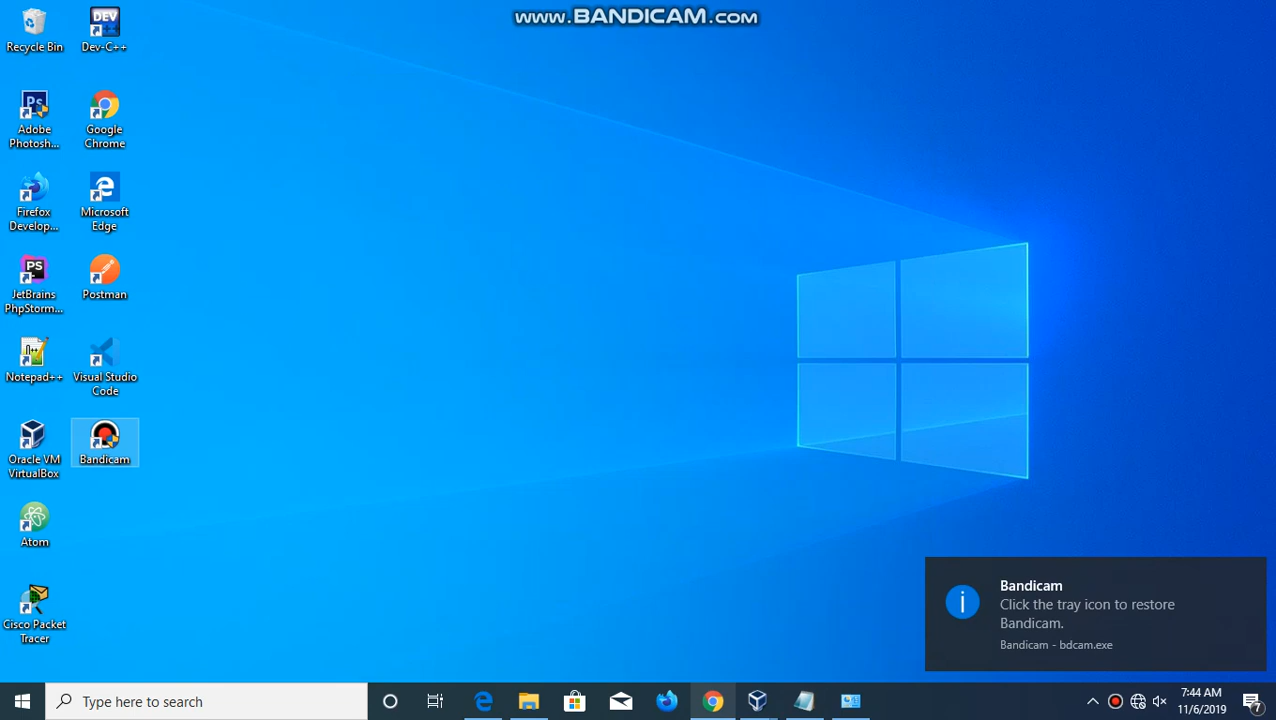 www.BANDICAM.com
Recycle Bin
Dev-C++
Adobe
Photosh...
Google
Chrome
Firefox
Develop...
Microsoft
Edge
JetBrains
PhpStorm...
Postman
Notepad++
Visual Studio
Code
Oracle VM
VirtualBox
Bandicam
Atom
Cisco Packet
Tracer
Bandicam
Click the tray icon to restore
Bandicam.
Bandicam - bdcam.exe
Type here to search
7:44 AM
11/6/2019
7